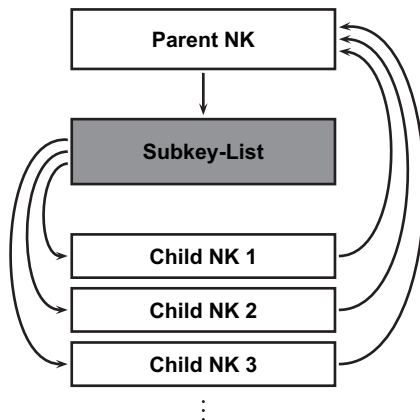 Parent NK
Subkey-List
Child NK 1
Child NK 2
Child NK 3
⋮